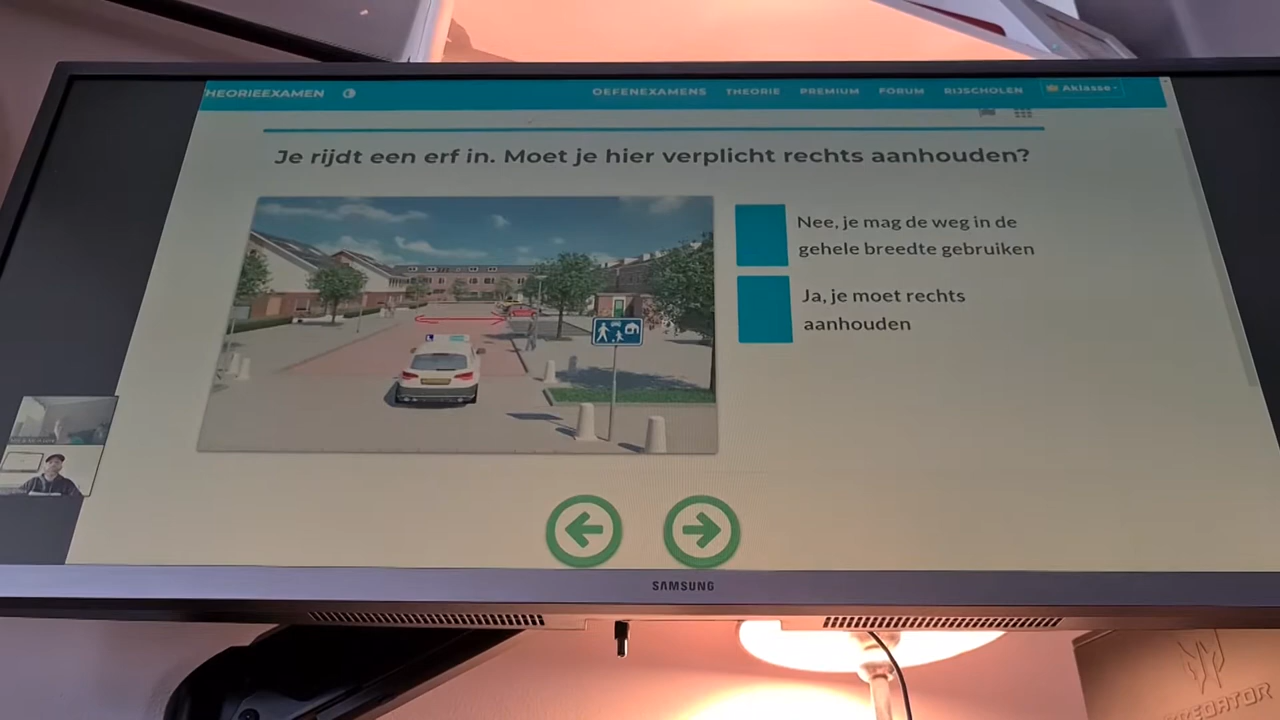 HEORIEEXAMEN
OEFENEXAMENS THEORIE PREMIUM FORUM RIJSCHOLEN Aklasse
Je rijdt een erf in. Moet je hier verplicht rechts aanhouden?
Nee, je mag de weg in de
gehele breedte gebruiken
Ja, je moet rechts
aanhouden
L
SAMSUNG
PREDATOR